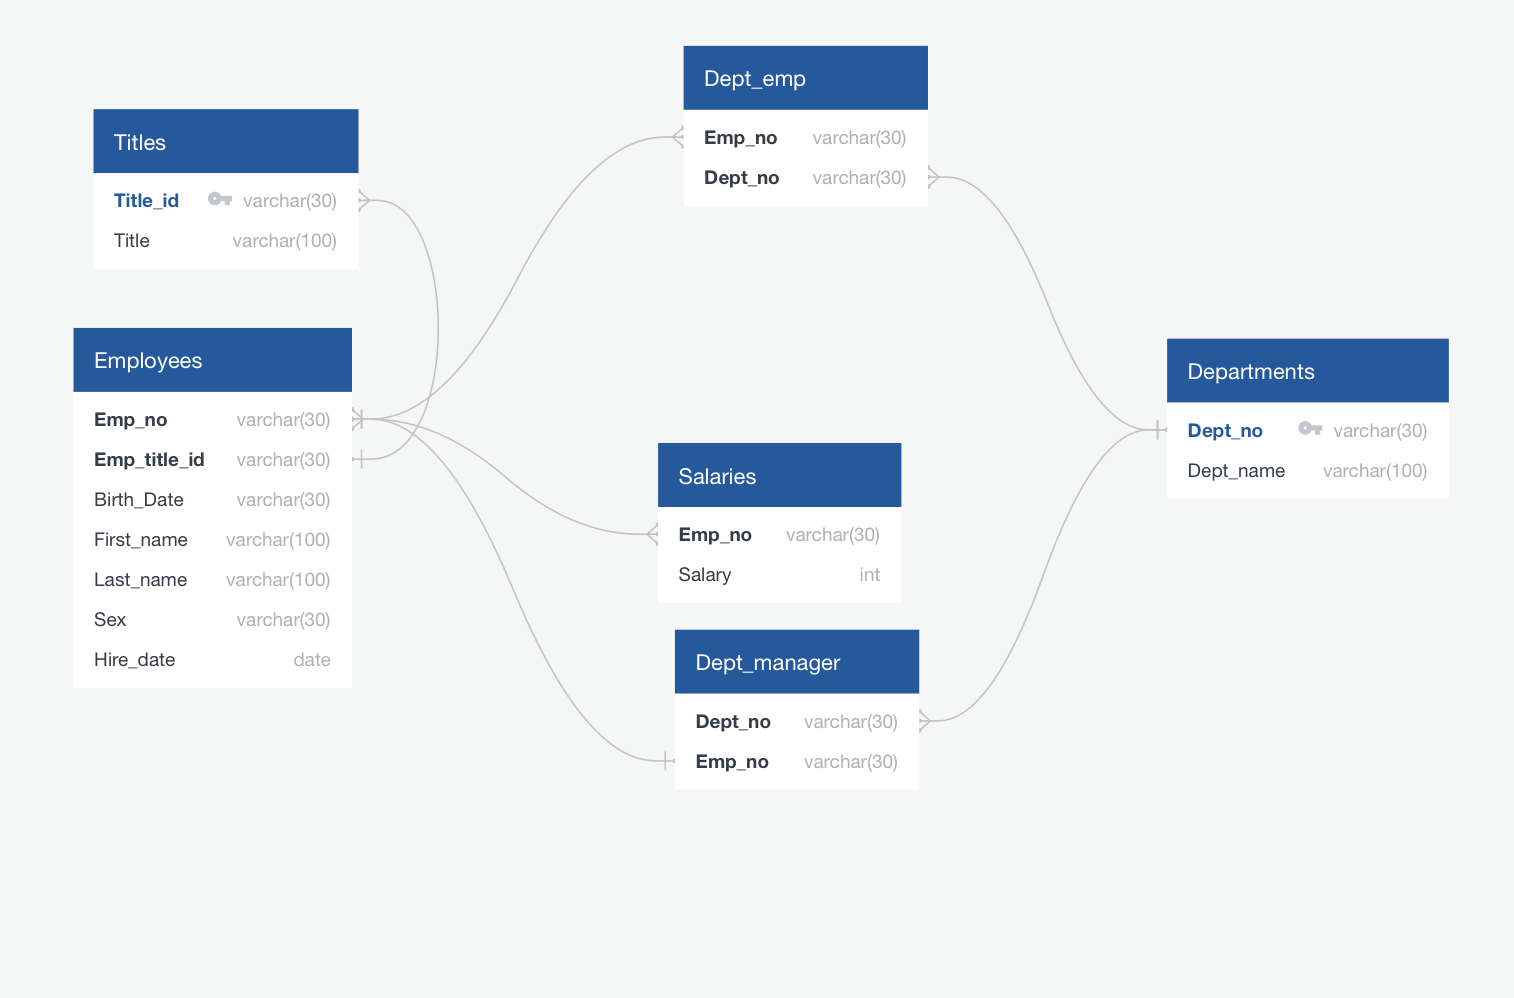 Titles
Title_id varchar(30)
Title varchar(100)
Employees
Emp_no varchar(30)
Emp_title_id varchar(30)
Birth_Date varchar(30)
First_name varchar(100)
Last_name varchar(100)
Sex varchar(30)
Hire_date date
Dept_emp
Emp_no varchar(30)
Dept_no varchar(30)
Salaries
Emp_no varchar(30)
Salary int
Dept_manager
Dept_no varchar(30)
Emp_no varchar(30)
Departments
Dept_no varchar(30)
Dept_name varchar(100)